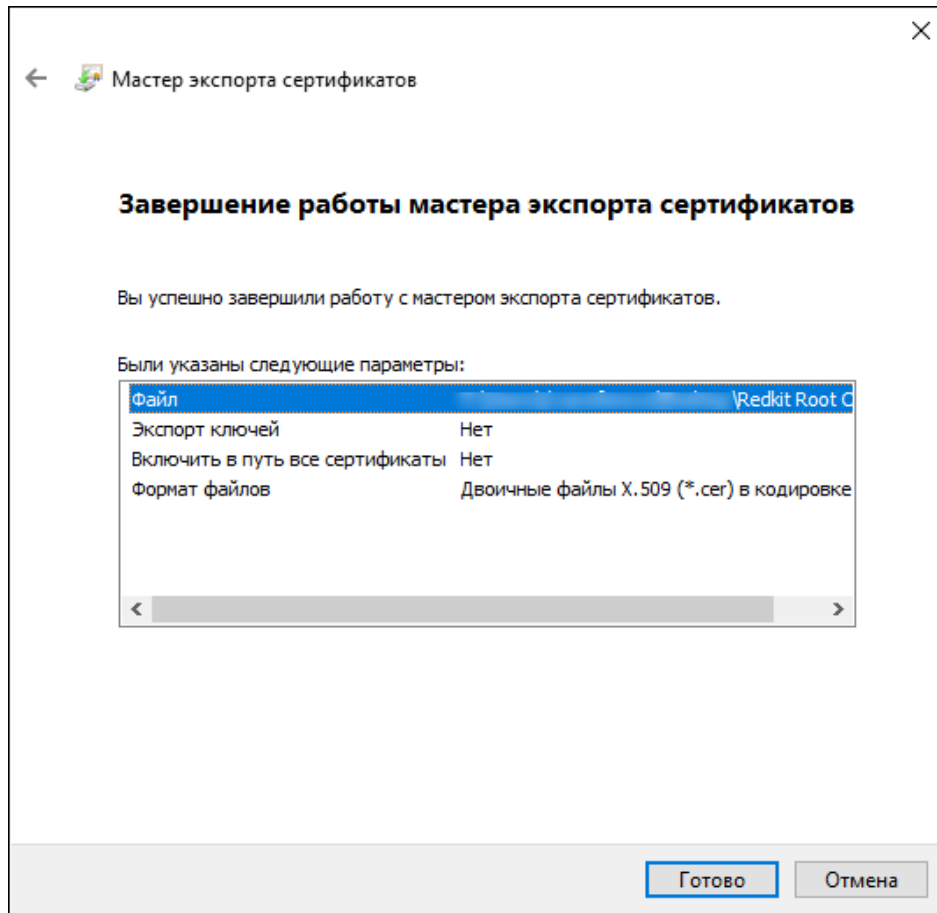 Мастер экспорта сертификатов
Завершение работы мастера экспорта сертификатов
Вы успешно завершили работу с мастером экспорта сертификатов.
Были указаны следующие параметры:
Файл \Redkit Root C
Экспорт ключей Нет
Включить в путь все сертификаты Нет
Формат файлов Двоичные файлы X.509 (*.cer) в кодировке
Готово Отмена